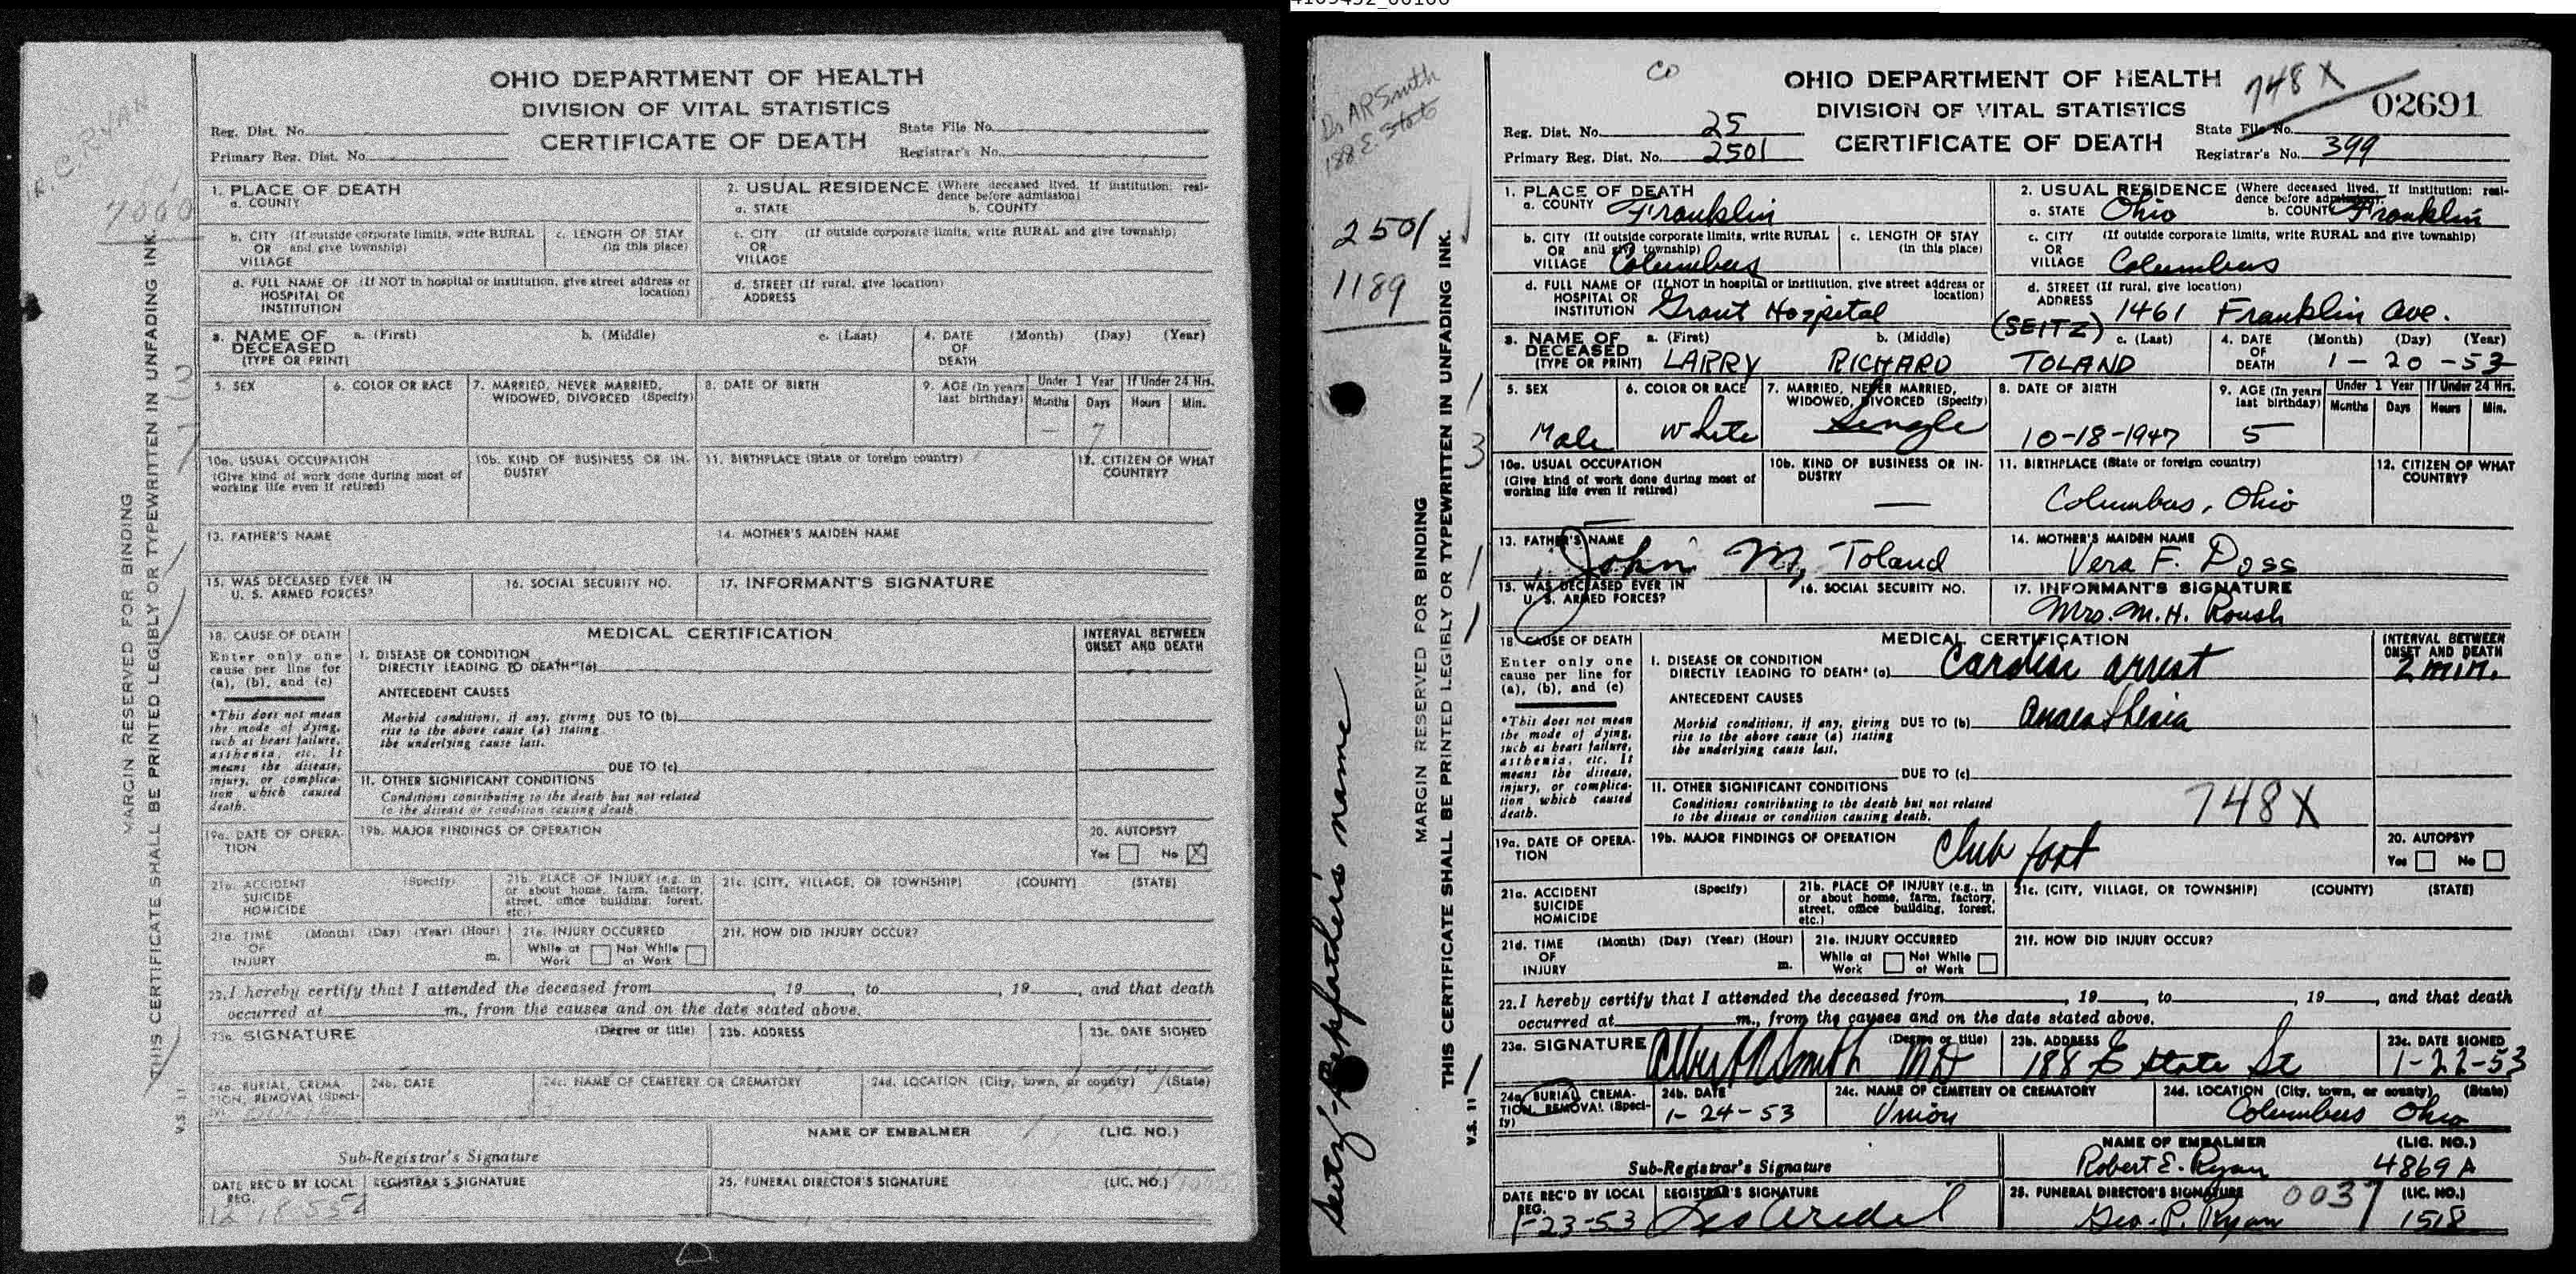 R.C. RYAN
7000
MARGIN RESERVED FOR BINDING
THIS CERTIFICATE SHALL BE PRINTED LEGIBLY OR TYPEWRITTEN IN UNFADING INK.
V.S. 11
OHIO DEPARTMENT OF HEALTH
DIVISION OF VITAL STATISTICS
CERTIFICATE OF DEATH
Reg. Dist. No.
Primary Reg. Dist. No.
State File No.
Registrar's No.
1. PLACE OF DEATH
a. COUNTY
2. USUAL RESIDENCE (Where deceased lived. If institution: resi-
dence before admission)
a. STATE b. COUNTY
b. CITY (If outside corporate limits, write RURAL
OR and give township)
VILLAGE
c. LENGTH OF STAY
(in this place)
c. CITY (If outside corporate limits, write RURAL and give township)
OR
VILLAGE
d. FULL NAME OF (If NOT in hospital or institution, give street address or
HOSPITAL OR location)
INSTITUTION
d. STREET (If rural, give location)
ADDRESS
3. NAME OF a. (First) b. (Middle) c. (Last)
DECEASED
(TYPE OR PRINT)
4. DATE (Month) (Day) (Year)
OF
DEATH
5. SEX
6. COLOR OR RACE
7. MARRIED, NEVER MARRIED,
WIDOWED, DIVORCED (Specify)
8. DATE OF BIRTH
9. AGE (In years
last birthday)
Under 1 Year If Under 24 Hrs.
Months Days Hours Min.
— 7
10a. USUAL OCCUPATION
(Give kind of work done during most of
working life even if retired)
10b. KIND OF BUSINESS OR IN-
DUSTRY
11. BIRTHPLACE (State or foreign country)
12. CITIZEN OF WHAT
COUNTRY?
13. FATHER'S NAME
14. MOTHER'S MAIDEN NAME
15. WAS DECEASED EVER IN
U. S. ARMED FORCES?
16. SOCIAL SECURITY NO.
17. INFORMANT'S SIGNATURE
18. CAUSE OF DEATH
Enter only one
cause per line for
(a), (b), and (c)
*This does not mean
the mode of dying,
such as heart failure,
asthenia, etc. It
means the disease,
injury, or complica-
tion which caused
death.
MEDICAL CERTIFICATION
INTERVAL BETWEEN
ONSET AND DEATH
I. DISEASE OR CONDITION
DIRECTLY LEADING TO DEATH* (a)
ANTECEDENT CAUSES
Morbid conditions, if any, giving DUE TO (b)
rise to the above cause (a) stating
the underlying cause last.
DUE TO (c)
II. OTHER SIGNIFICANT CONDITIONS
Conditions contributing to the death but not related
to the disease or condition causing death.
19a. DATE OF OPERA-
TION
19b. MAJOR FINDINGS OF OPERATION
20. AUTOPSY?
Yes No X
21a. ACCIDENT (Specify)
SUICIDE
HOMICIDE
21b. PLACE OF INJURY (e.g., in
or about home, farm, factory,
street, office building, forest,
etc.)
21c. (CITY, VILLAGE, OR TOWNSHIP) (COUNTY) (STATE)
21d. TIME (Month) (Day) (Year) (Hour)
OF
INJURY m.
21e. INJURY OCCURRED
While at Not While
Work at Work
21f. HOW DID INJURY OCCUR?
22. I hereby certify that I attended the deceased from , 19 , to , 19 , and that death
occurred at m., from the causes and on the date stated above.
23a. SIGNATURE (Degree or title)
23b. ADDRESS
23c. DATE SIGNED
24a. BURIAL, CREMA-
TION, REMOVAL (Speci-
fy)
24b. DATE
24c. NAME OF CEMETERY OR CREMATORY
24d. LOCATION (City, town, or county) (State)
Sub-Registrar's Signature
NAME OF EMBALMER (LIC. NO.)
DATE REC'D BY LOCAL
REG.
REGISTRAR'S SIGNATURE
25. FUNERAL DIRECTOR'S SIGNATURE (LIC. NO.)
Dr AR Smith
188 E. State
2501
1189
Seitz-Stepfather's name
MARGIN RESERVED FOR BINDING
THIS CERTIFICATE SHALL BE PRINTED LEGIBLY OR TYPEWRITTEN IN UNFADING INK.
V.S. 11
CO
OHIO DEPARTMENT OF HEALTH
DIVISION OF VITAL STATISTICS
CERTIFICATE OF DEATH
748X
02691
Reg. Dist. No. 25
Primary Reg. Dist. No. 2501
State File No.
Registrar's No. 399
1. PLACE OF DEATH
a. COUNTY Franklin
2. USUAL RESIDENCE (Where deceased lived. If institution: resi-
dence before admission)
a. STATE Ohio b. COUNTY Franklin
b. CITY (If outside corporate limits, write RURAL
OR and give township)
VILLAGE Columbus
c. LENGTH OF STAY
(in this place)
c. CITY (If outside corporate limits, write RURAL and give township)
OR
VILLAGE Columbus
d. FULL NAME OF (If NOT in hospital or institution, give street address or
HOSPITAL OR location)
INSTITUTION Grant Hospital
d. STREET (If rural, give location)
ADDRESS 1461 Franklin Ave.
(SEITZ)
3. NAME OF a. (First) b. (Middle) c. (Last)
DECEASED
(TYPE OR PRINT) LARRY RICHARD TOLAND
4. DATE (Month) (Day) (Year)
OF
DEATH 1-20-53
5. SEX
Male
6. COLOR OR RACE
White
7. MARRIED, NEVER MARRIED,
WIDOWED, DIVORCED (Specify)
Single
8. DATE OF BIRTH
10-18-1947
9. AGE (In years
last birthday)
5
Under 1 Year If Under 24 Hrs.
Months Days Hours Min.
10a. USUAL OCCUPATION
(Give kind of work done during most of
working life even if retired)
—
10b. KIND OF BUSINESS OR IN-
DUSTRY
—
11. BIRTHPLACE (State or foreign country)
Columbus, Ohio
12. CITIZEN OF WHAT
COUNTRY?
13. FATHER'S NAME
John M. Toland
14. MOTHER'S MAIDEN NAME
Vera F. Doss
15. WAS DECEASED EVER IN
U. S. ARMED FORCES?
16. SOCIAL SECURITY NO.
17. INFORMANT'S SIGNATURE
Mrs. M. H. Roush
18. CAUSE OF DEATH
Enter only one
cause per line for
(a), (b), and (c)
*This does not mean
the mode of dying,
such as heart failure,
asthenia, etc. It
means the disease,
injury, or complica-
tion which caused
death.
MEDICAL CERTIFICATION
INTERVAL BETWEEN
ONSET AND DEATH
2 min.
I. DISEASE OR CONDITION
DIRECTLY LEADING TO DEATH* (a) Cardiac arrest
ANTECEDENT CAUSES
Morbid conditions, if any, giving DUE TO (b) Anaesthesia
rise to the above cause (a) stating
the underlying cause last.
DUE TO (c)
II. OTHER SIGNIFICANT CONDITIONS
Conditions contributing to the death but not related
to the disease or condition causing death.
748X
19a. DATE OF OPERA-
TION
19b. MAJOR FINDINGS OF OPERATION Club foot
20. AUTOPSY?
Yes No
21a. ACCIDENT (Specify)
SUICIDE
HOMICIDE
21b. PLACE OF INJURY (e.g., in
or about home, farm, factory,
street, office building, forest,
etc.)
21c. (CITY, VILLAGE, OR TOWNSHIP) (COUNTY) (STATE)
21d. TIME (Month) (Day) (Year) (Hour)
OF
INJURY m.
21e. INJURY OCCURRED
While at Not While
Work at Work
21f. HOW DID INJURY OCCUR?
22. I hereby certify that I attended the deceased from , 19 , to , 19 , and that death
occurred at m., from the causes and on the date stated above.
23a. SIGNATURE (Degree or title)
Albert R Smith MD
23b. ADDRESS
188 E State St
23c. DATE SIGNED
1-22-53
24a. BURIAL, CREMA-
TION, REMOVAL (Speci-
fy)
24b. DATE
1-24-53
24c. NAME OF CEMETERY OR CREMATORY
Union
24d. LOCATION (City, town, or county) (State)
Columbus Ohio
Sub-Registrar's Signature
NAME OF EMBALMER (LIC. NO.)
Robert E. Ryan 4869A
DATE REC'D BY LOCAL
REG.
1-23-53
REGISTRAR'S SIGNATURE
25. FUNERAL DIRECTOR'S SIGNATURE (LIC. NO.)
0037
Geo. P. Ryan 1518